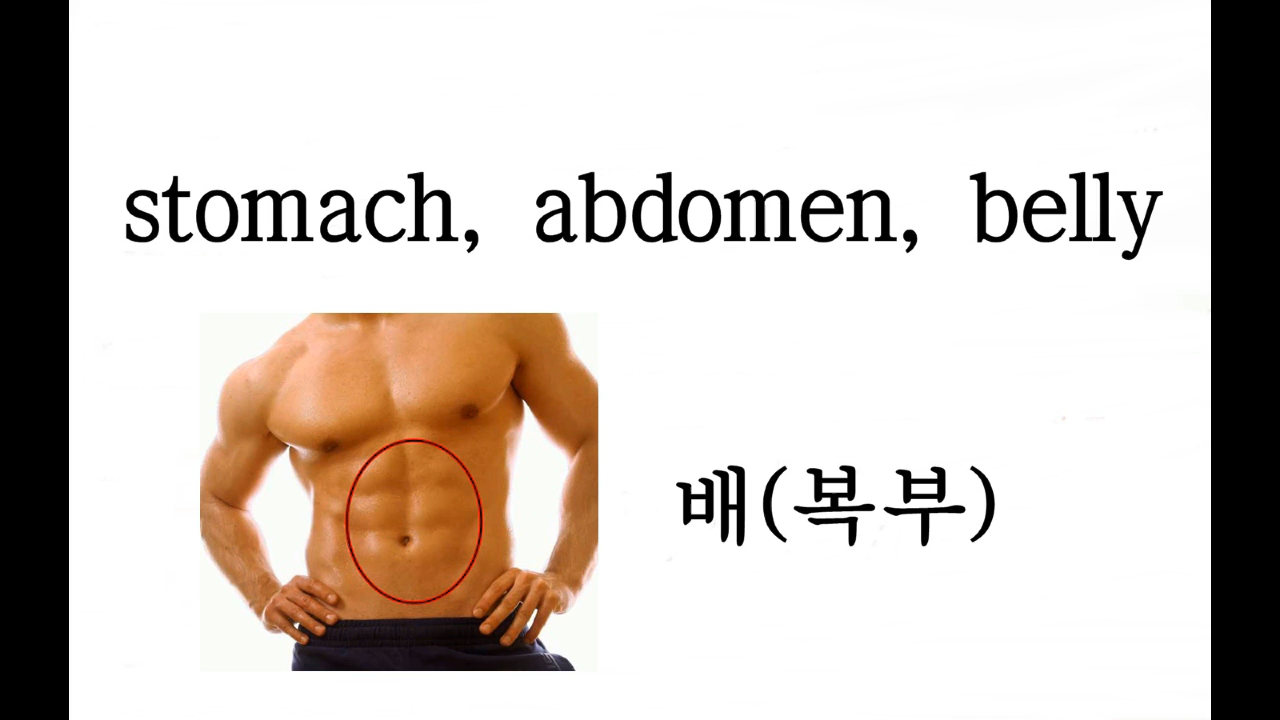 stomach, abdomen, belly
배(복부)